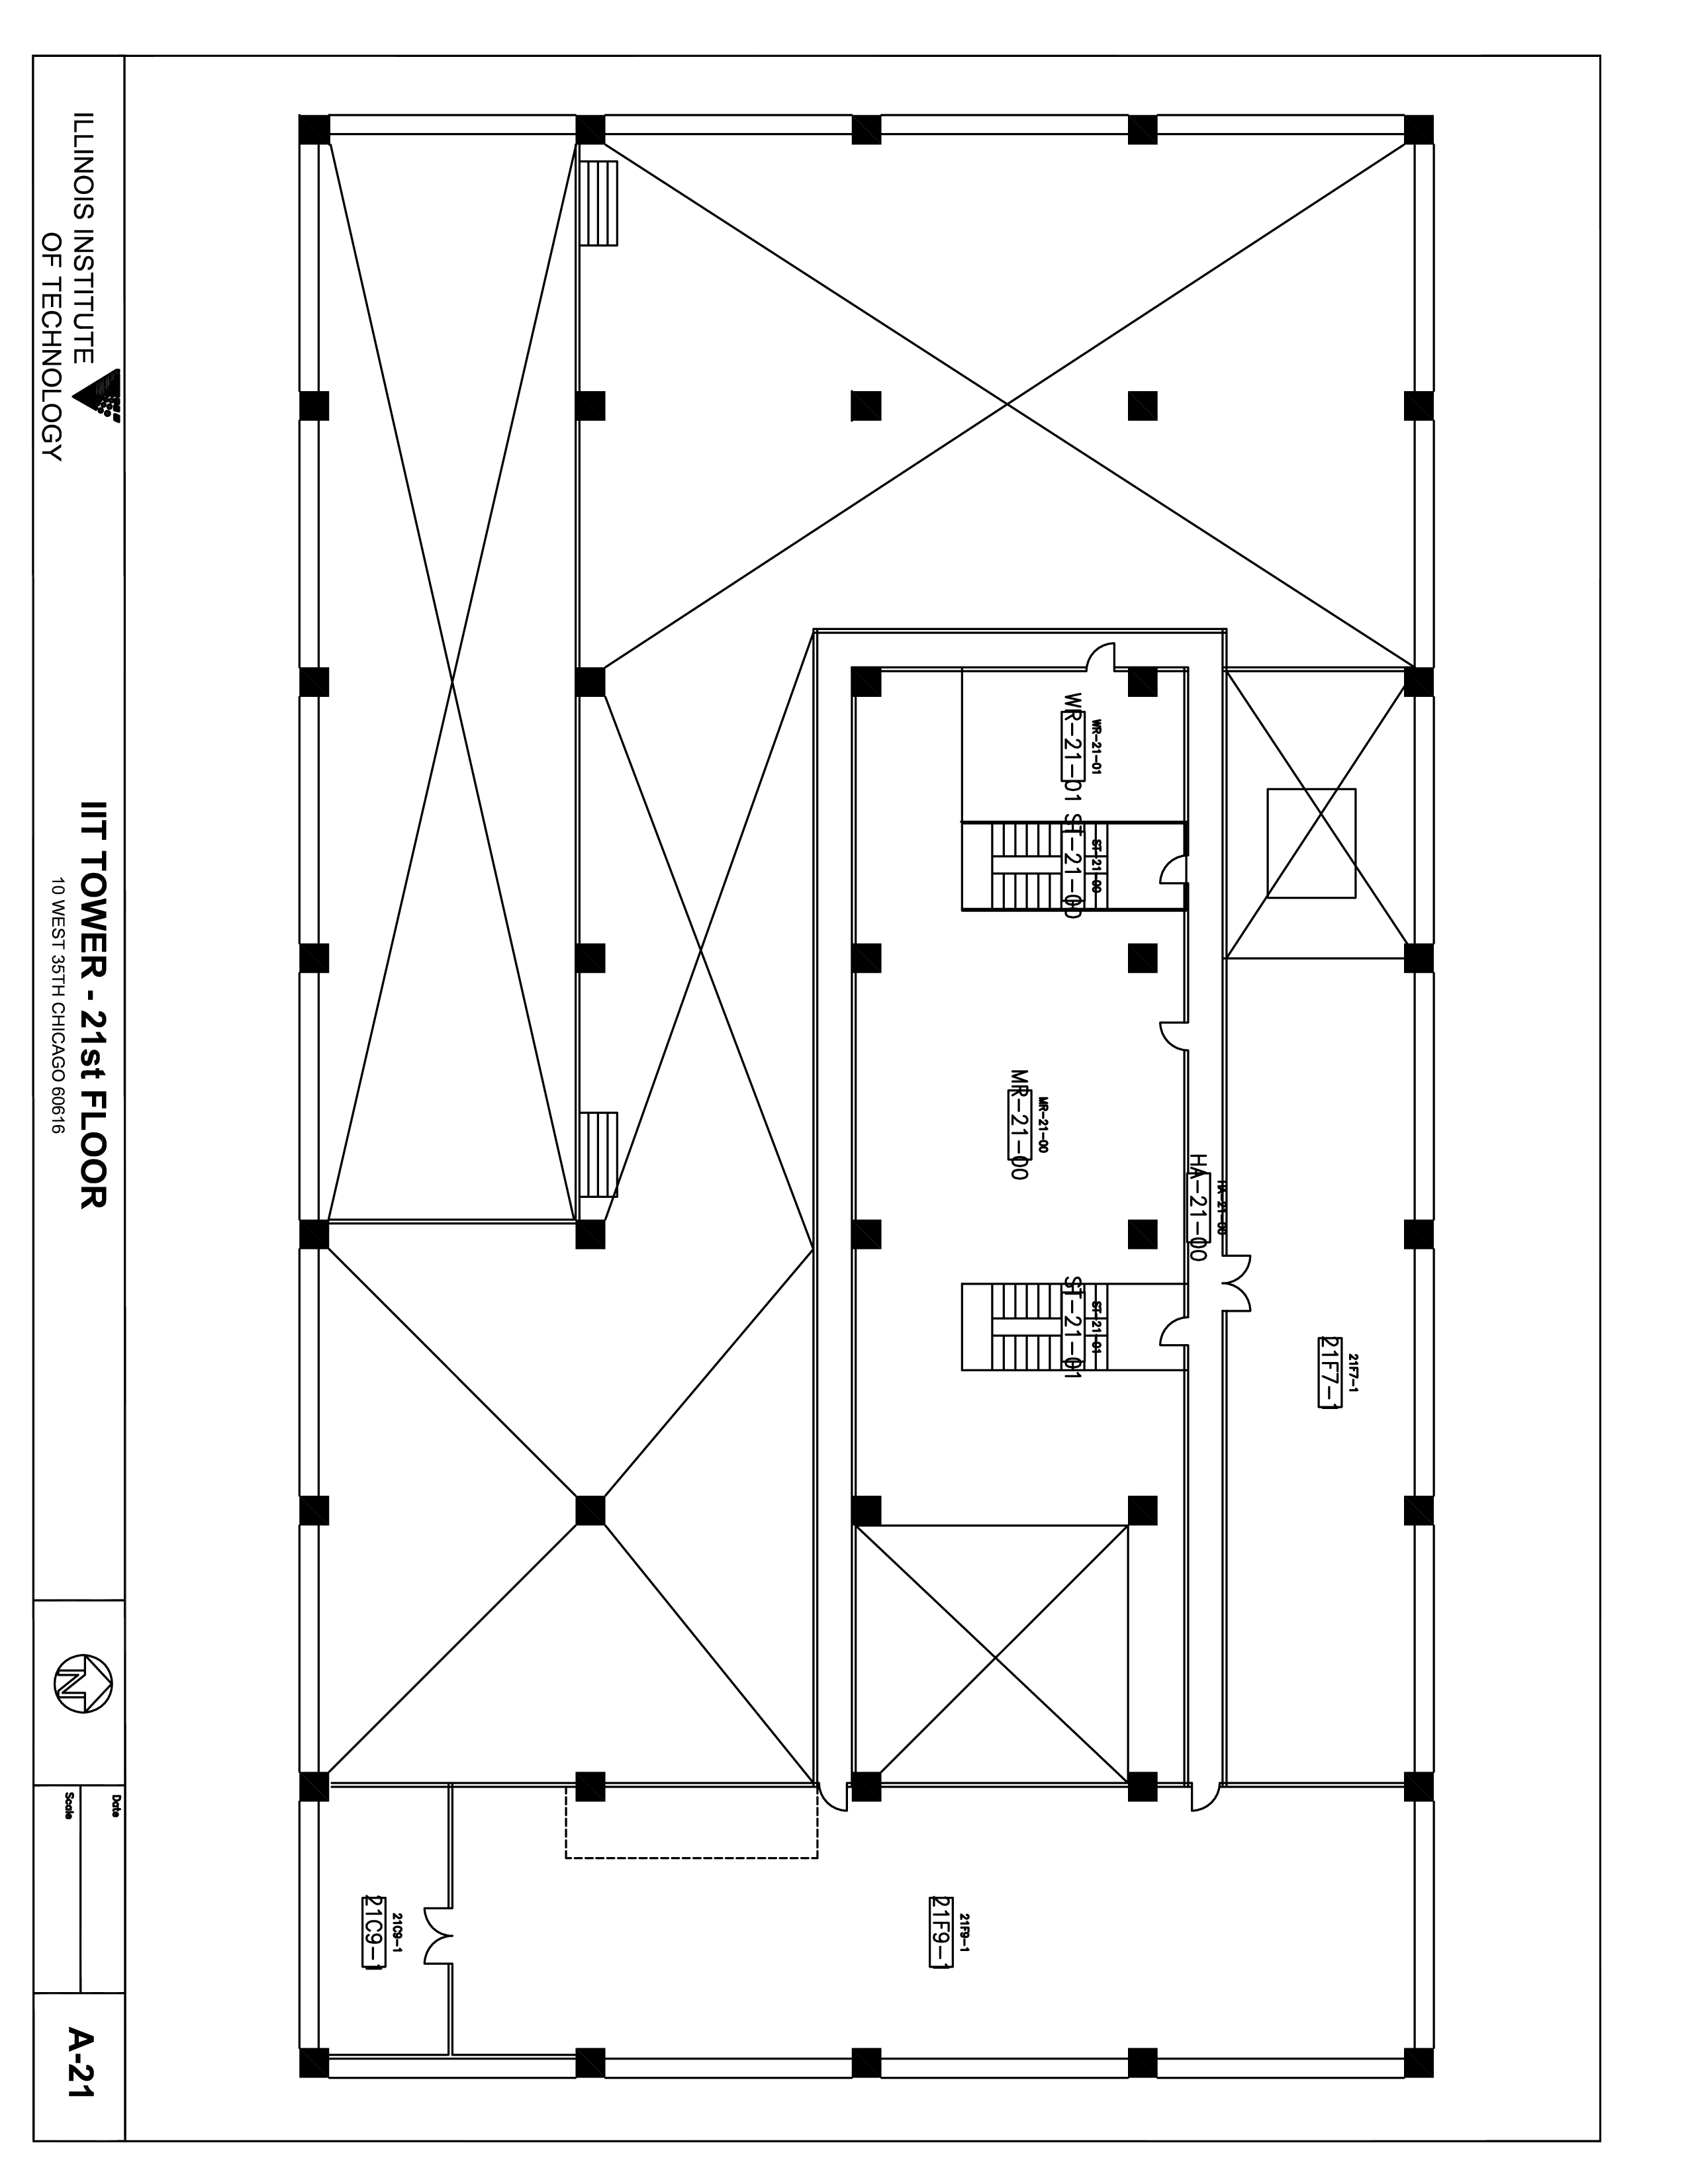 ILLINOIS INSTITUTE
OF TECHNOLOGY
IIT TOWER - 21st FLOOR
10 WEST 35TH CHICAGO 60616
N
Date
Scale
A-21
WR-21-01
WR-21-01
ST-21-00
ST-21-00
MR-21-00
MR-21-00
HA-21-00
HA-21-00
ST-21-01
ST-21-01
21F7-1
21F7-1
21C9-1
21C9-1
21F9-1
21F9-1